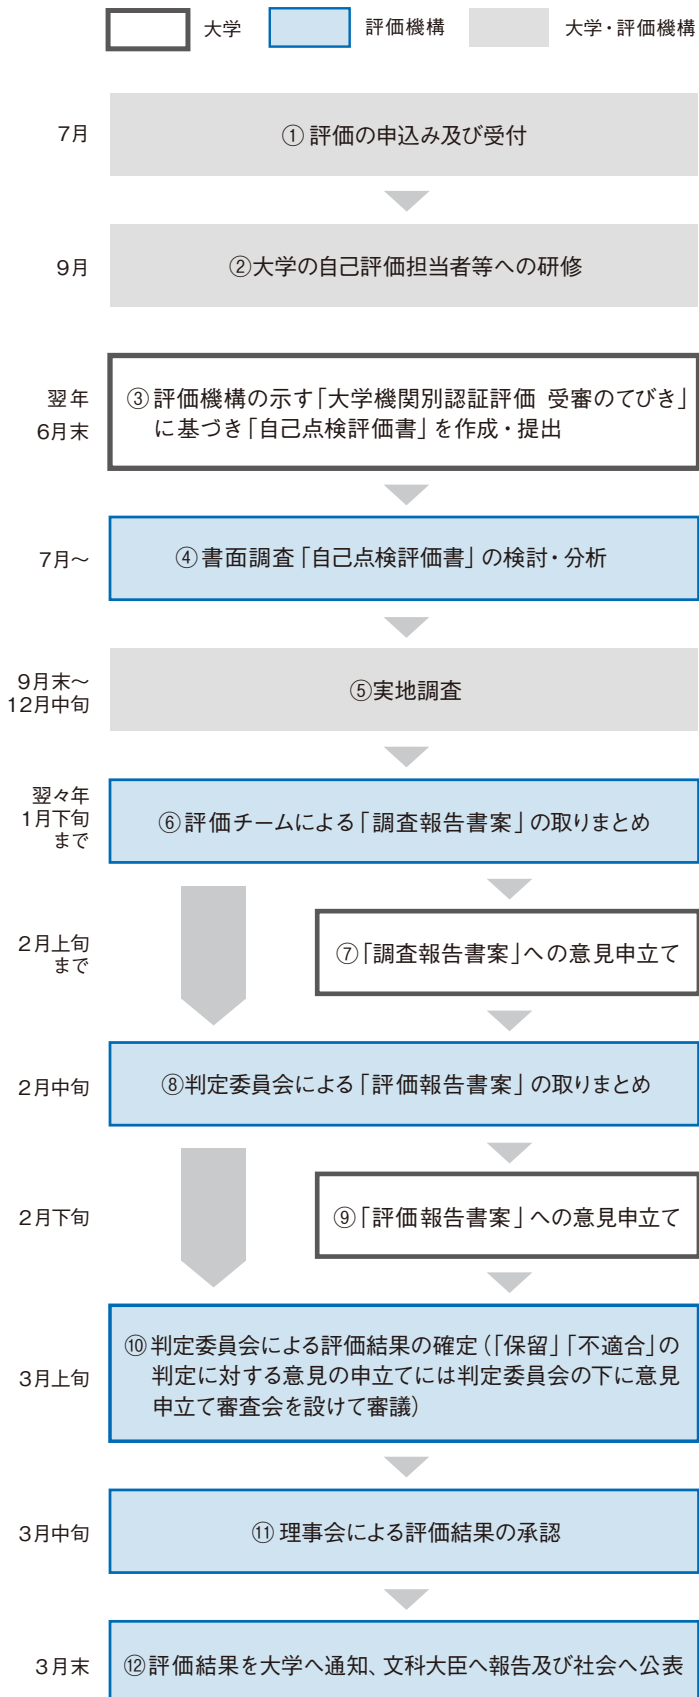 大学 評価機構 大学・評価機構
7月
①評価の申込み及び受付
9月
②大学の自己評価担当者等への研修
翌年
6月末
③評価機構の示す「大学機関別認証評価 受審のてびき」
に基づき「自己点検評価書」を作成・提出
7月〜
④書面調査「自己点検評価書」の検討・分析
9月末〜
12月中旬
⑤実地調査
翌々年
1月下旬
まで
⑥評価チームによる「調査報告書案」の取りまとめ
2月上旬
まで
⑦「調査報告書案」への意見申立て
2月中旬
⑧判定委員会による「評価報告書案」の取りまとめ
2月下旬
⑨「評価報告書案」への意見申立て
3月上旬
⑩判定委員会による評価結果の確定(「保留」「不適合」の
判定に対する意見の申立てには判定委員会の下に意見
申立て審査会を設けて審議)
3月中旬
⑪理事会による評価結果の承認
3月末
⑫評価結果を大学へ通知、文科大臣へ報告及び社会へ公表